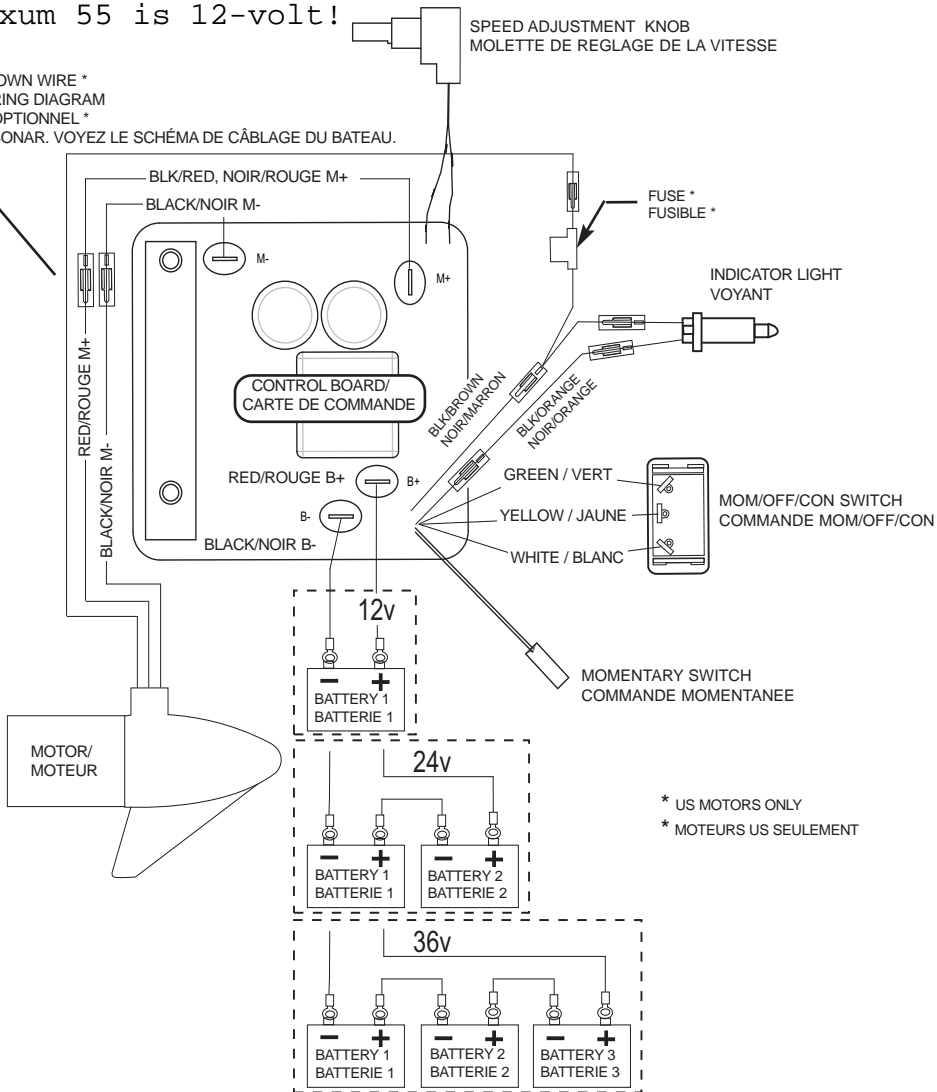 xum 55 is 12-volt!
SPEED ADJUSTMENT KNOB
MOLETTE DE REGLAGE DE LA VITESSE
OWN WIRE *
RING DIAGRAM
OPTIONNEL *
SONAR. VOYEZ LE SCHÉMA DE CÂBLAGE DU BATEAU.
BLK/RED, NOIR/ROUGE M+
BLACK/NOIR M-
FUSE *
FUSIBLE *
M-
M+
INDICATOR LIGHT
VOYANT
RED/ROUGE M+
BLACK/NOIR M-
CONTROL BOARD/
CARTE DE COMMANDE
BLK/BROWN
NOIR/MARRON
BLK/ORANGE
NOIR/ORANGE
RED/ROUGE B+
B+
B-
BLACK/NOIR B-
GREEN / VERT
YELLOW / JAUNE
WHITE / BLANC
MOM/OFF/CON SWITCH
COMMANDE MOM/OFF/CON
12v
- +
BATTERY 1
BATTERIE 1
MOMENTARY SWITCH
COMMANDE MOMENTANEE
MOTOR/
MOTEUR
24v
- + - +
BATTERY 1 BATTERY 2
BATTERIE 1 BATTERIE 2
* US MOTORS ONLY
* MOTEURS US SEULEMENT
36v
- + - + - +
BATTERY 1 BATTERY 2 BATTERY 3
BATTERIE 1 BATTERIE 2 BATTERIE 3